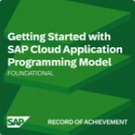 Getting Started with
SAP Cloud Application
Programming Model
FOUNDATIONAL
SAP
RECORD OF ACHIEVEMENT